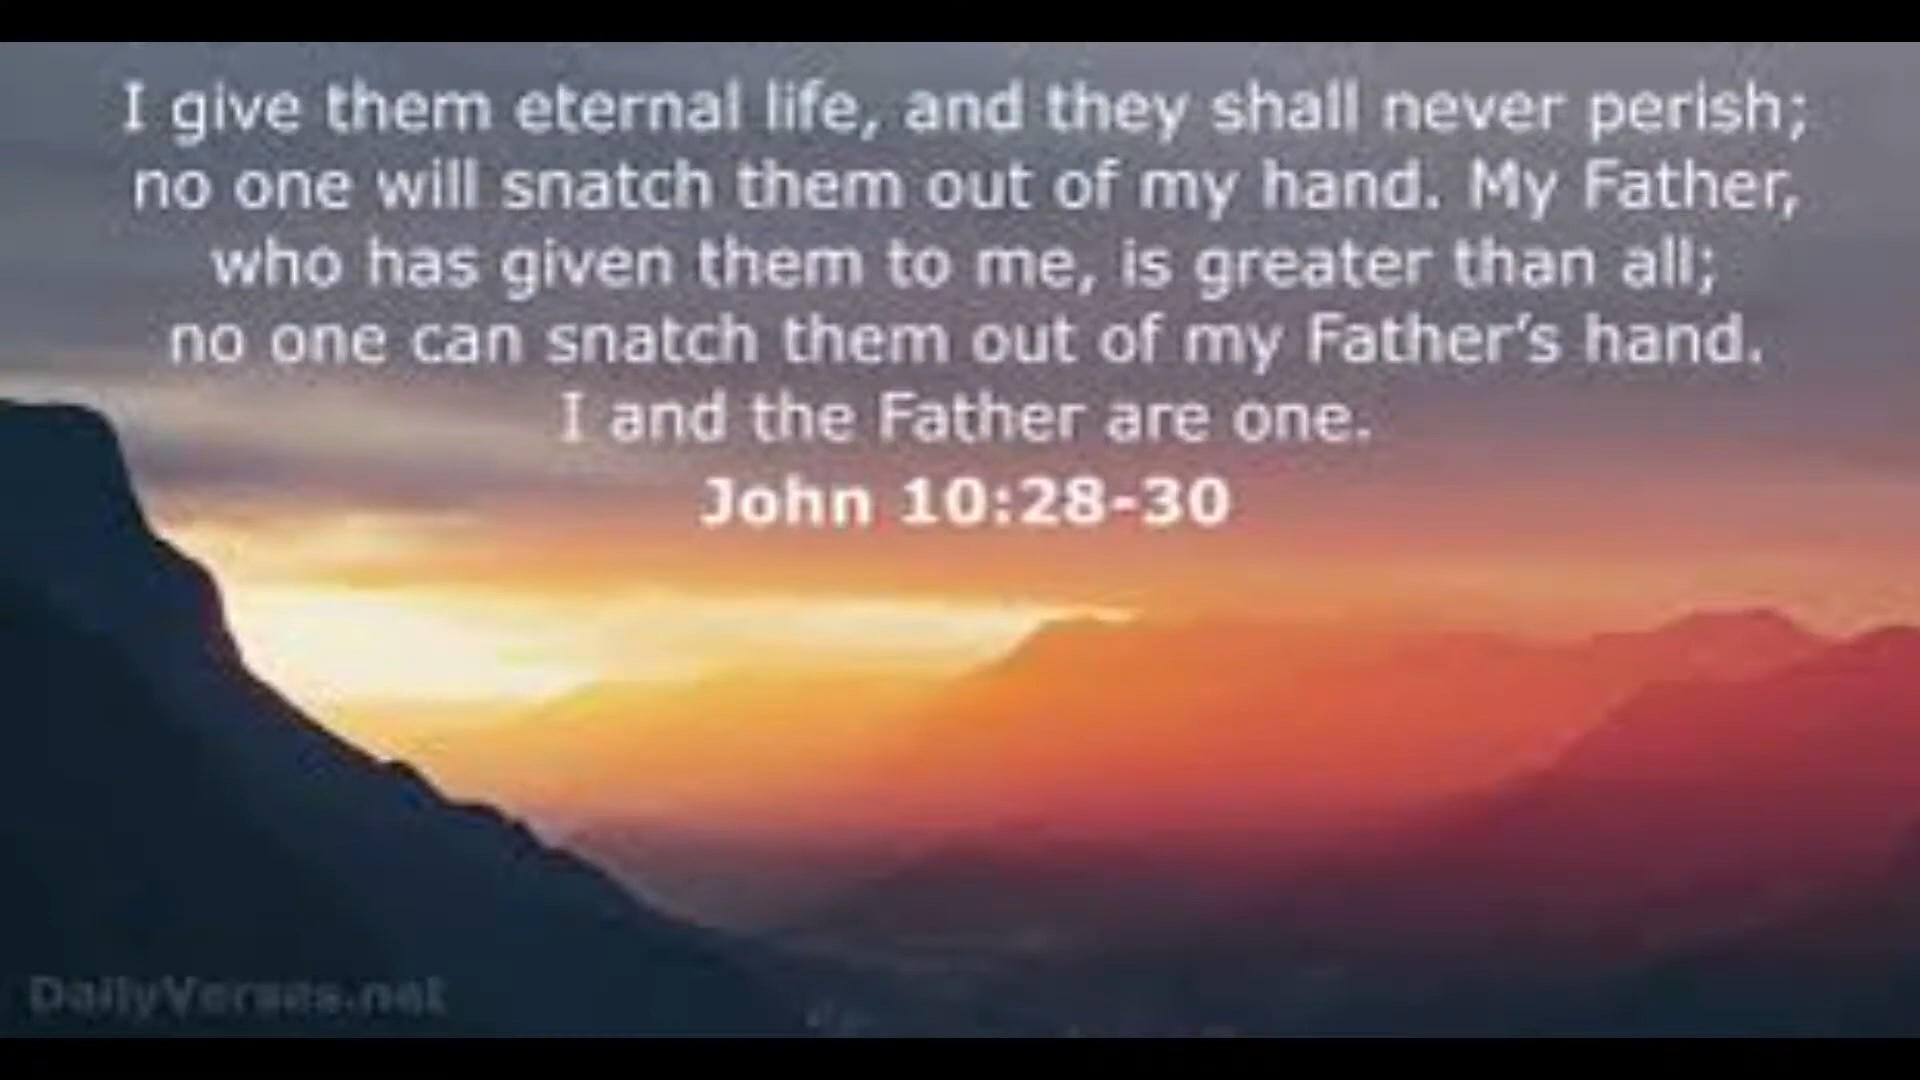 I give them eternal life, and they shall never perish;
no one will snatch them out of my hand. My Father,
who has given them to me, is greater than all;
no one can snatch them out of my Father’s hand.
I and the Father are one.
John 10:28-30
DailyVerses.net